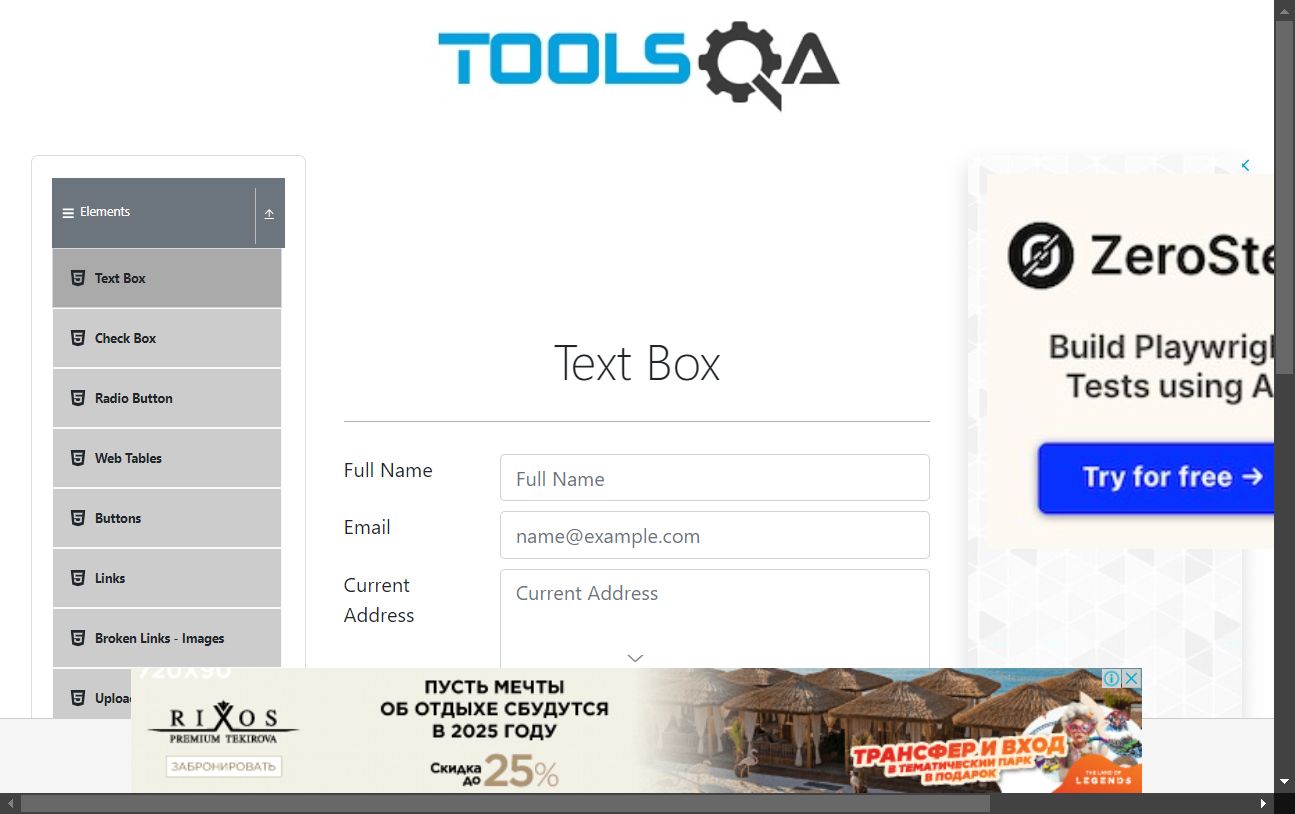 TOOLSQA
Elements
Text Box
Check Box
Radio Button
Web Tables
Buttons
Links
Broken Links - Images
Text Box
Full Name
Full Name
Email
name@example.com
Current
Address
Current Address
ZeroSte
Build Playwrig
Tests using A
Try for free →
720x90
RIXOS
PREMIUM TEKIROVA
ЗАБРОНИРОВАТЬ
ПУСТЬ МЕЧТЫ
ОБ ОТДЫХЕ СБУДУТСЯ
В 2025 ГОДУ
Скидка
до 25%
ТРАНСФЕР И ВХОД
В ТЕМАТИЧЕСКИЙ ПАРК
В ПОДАРОК
THE LAND OF
LEGENDS